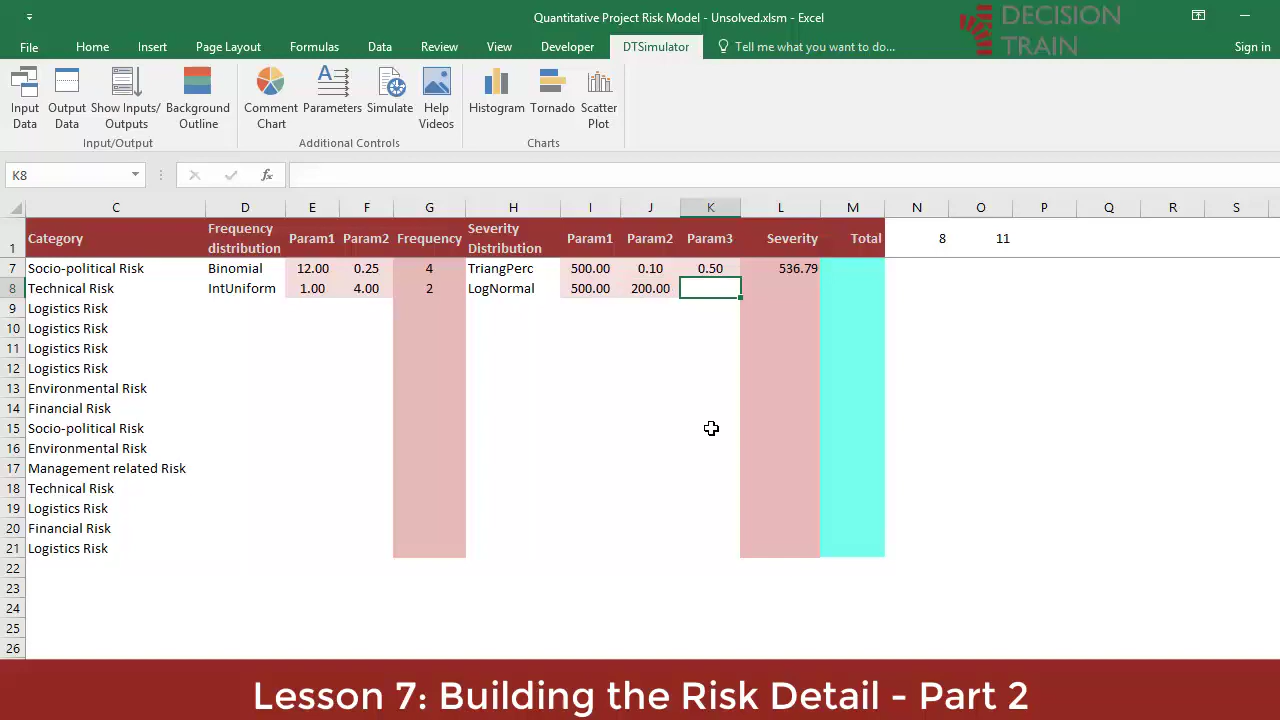 Quantitative Project Risk Model - Unsolved.xlsm - Excel
DECISION
TRAIN
File Home Insert Page Layout Formulas Data Review View Developer DTSimulator Tell me what you want to do... Sign in
Input Data
Output Data
Show Inputs/ Outputs
Background Outline
Comment Chart
Parameters
Simulate
Help Videos
Histogram
Tornado
Scatter Plot
Input/Output Additional Controls Charts
K8 fx
C D E F G H I J K L M N O P Q R S
1 Category Frequency distribution Param1 Param2 Frequency Severity Distribution Param1 Param2 Param3 Severity Total 8 11
7 Socio-political Risk Binomial 12.00 0.25 4 TriangPerc 500.00 0.10 0.50 536.79
8 Technical Risk IntUniform 1.00 4.00 2 LogNormal 500.00 200.00
9 Logistics Risk
10 Logistics Risk
11 Logistics Risk
12 Logistics Risk
13 Environmental Risk
14 Financial Risk
15 Socio-political Risk
16 Environmental Risk
17 Management related Risk
18 Technical Risk
19 Logistics Risk
20 Financial Risk
21 Logistics Risk
22
23
24
25
26
Lesson 7: Building the Risk Detail - Part 2